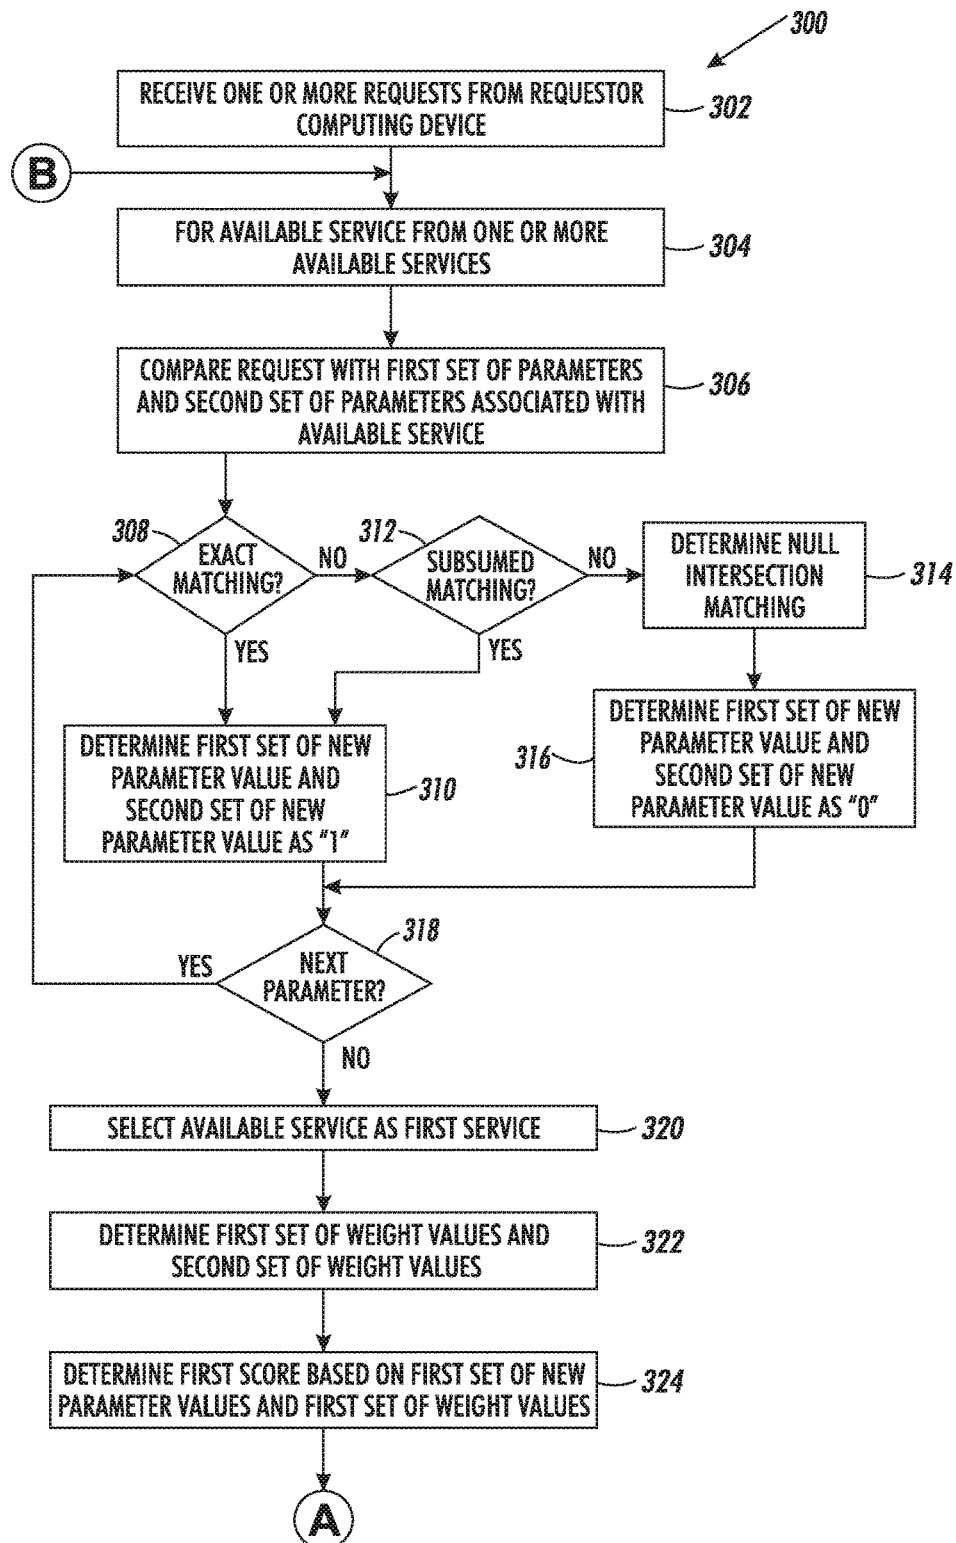 300
RECEIVE ONE OR MORE REQUESTS FROM REQUESTOR
COMPUTING DEVICE
302
B
FOR AVAILABLE SERVICE FROM ONE OR MORE
AVAILABLE SERVICES
304
COMPARE REQUEST WITH FIRST SET OF PARAMETERS
AND SECOND SET OF PARAMETERS ASSOCIATED WITH
AVAILABLE SERVICE
306
308
EXACT
MATCHING?
NO
YES
312
SUBSUMED
MATCHING?
NO
YES
DETERMINE NULL
INTERSECTION
MATCHING
314
DETERMINE FIRST SET OF NEW
PARAMETER VALUE AND
SECOND SET OF NEW
PARAMETER VALUE AS "1"
310
316
DETERMINE FIRST SET OF NEW
PARAMETER VALUE AND
SECOND SET OF NEW
PARAMETER VALUE AS "0"
318
NEXT
PARAMETER?
YES
NO
SELECT AVAILABLE SERVICE AS FIRST SERVICE
320
DETERMINE FIRST SET OF WEIGHT VALUES AND
SECOND SET OF WEIGHT VALUES
322
DETERMINE FIRST SCORE BASED ON FIRST SET OF NEW
PARAMETER VALUES AND FIRST SET OF WEIGHT VALUES
324
A